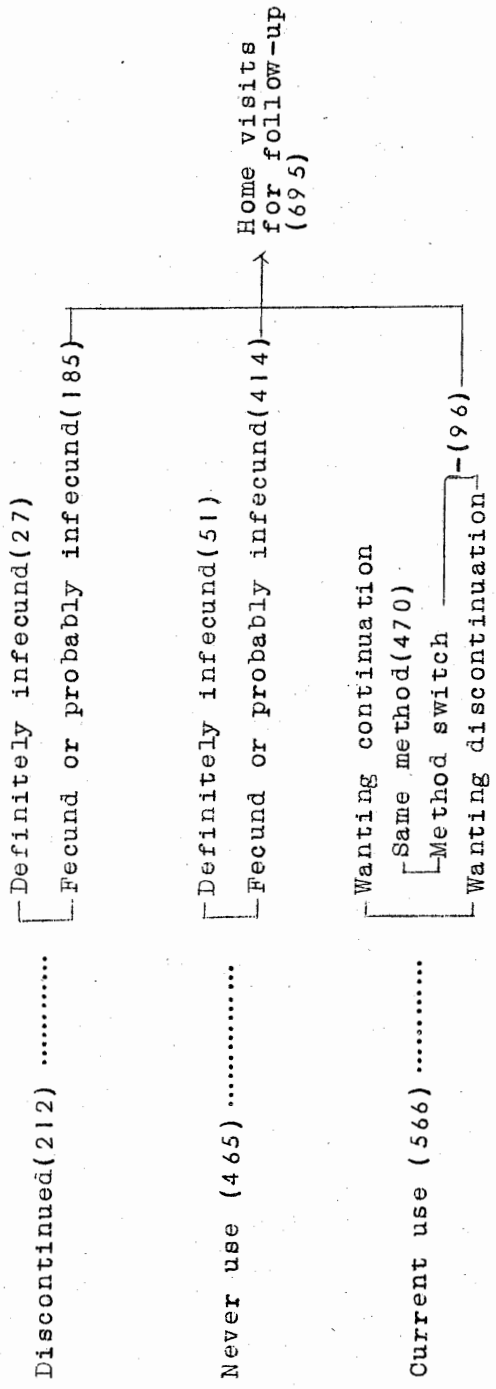 Discontinued(212) ...........
Definitely infecund(27)
Fecund or probably infecund(185)
Never use (465) ...............
Definitely infecund(51)
Fecund or probably infecund(414)
Home visits
for follow-up
(695)
Current use (566) ............
Wanting continuation
Same method(470)
Method switch
Wanting discontinuation
(96)